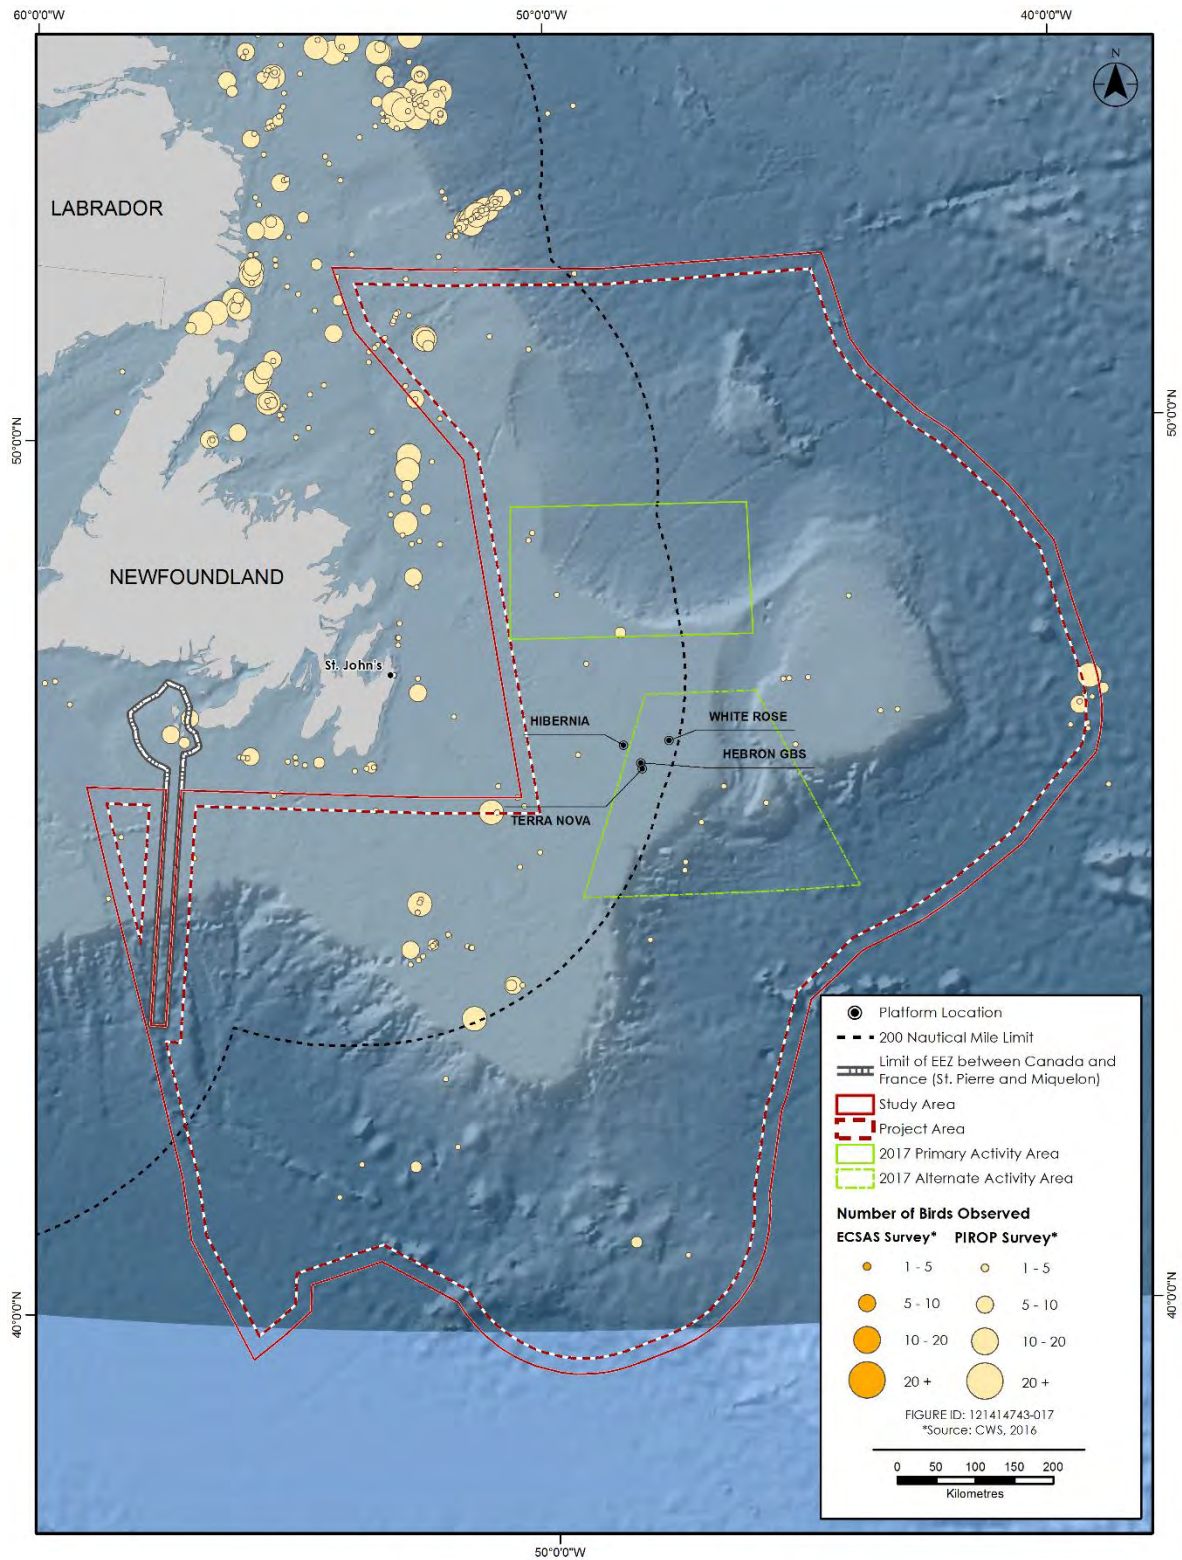 60°0'0"W
50°0'0"W
40°0'0"W
N
LABRADOR
50°0'0"N
50°0'0"N
NEWFOUNDLAND
St. John's
HIBERNIA
WHITE ROSE
HEBRON GBS
TERRA NOVA
Platform Location
200 Nautical Mile Limit
Limit of EEZ between Canada and
France (St. Pierre and Miquelon)
Study Area
Project Area
2017 Primary Activity Area
2017 Alternate Activity Area
Number of Birds Observed
ECSAS Survey* PIROP Survey*
1 - 5 1 - 5
5 - 10 5 - 10
10 - 20 10 - 20
20 + 20 +
FIGURE ID: 121414743-017
*Source: CWS, 2016
0 50 100 150 200
Kilometres
40°0'0"N
40°0'0"N
50°0'0"W